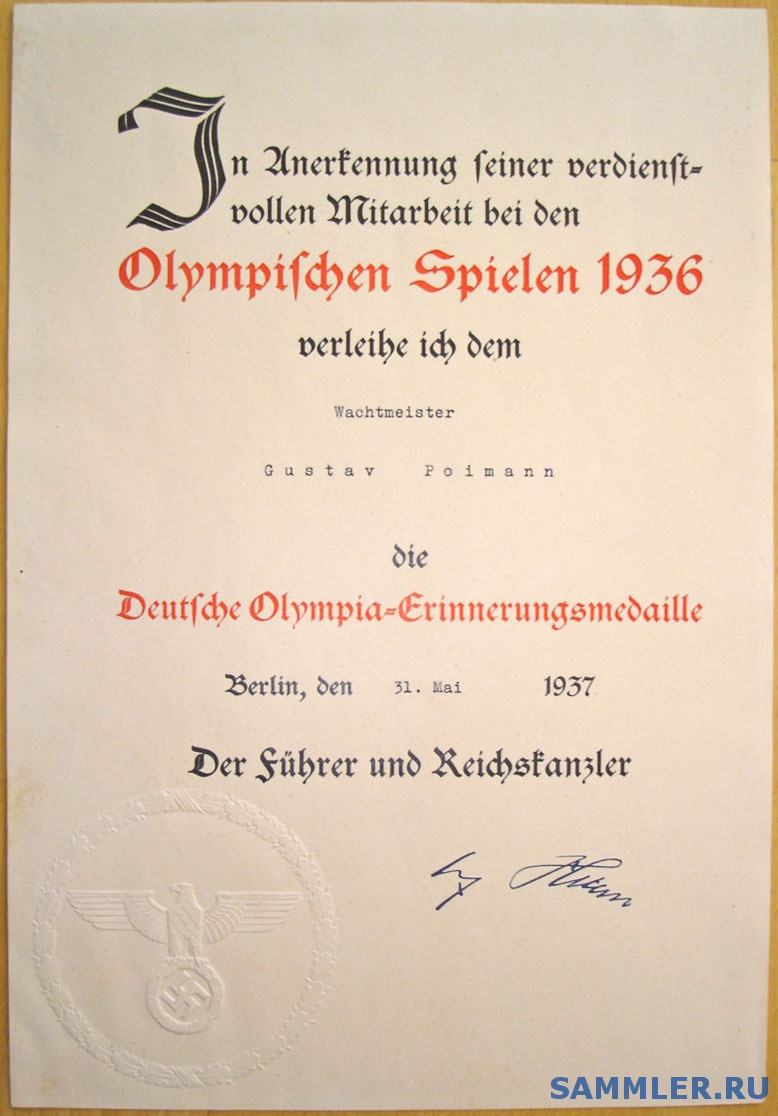 In Anerkennung seiner verdienst-
vollen Mitarbeit bei den
Olympischen Spielen 1936
verleihe ich dem
Wachtmeister
Gustav Poimann
die
Deutsche Olympia-Erinnerungsmedaille
Berlin, den 31. Mai 1937
Der Führer und Reichskanzler
SAMMLER.RU